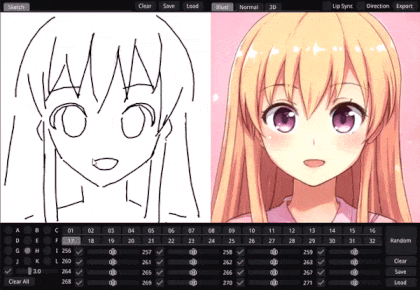 Sketch Clear Save Load Illust Normal 3D Lip Sync Direction Export
A B C 01 02 03 04 05 06 07 08 09 10 11 12 13 14 15 16
D E F 17 18 19 20 21 22 23 24 25 26 27 28 29 30 31 32 Random
G H I 256 257 258 259
J K L 260 261 262 263 Clear
3.0 264 265 266 267 Save
Clear All 268 269 270 271 Load